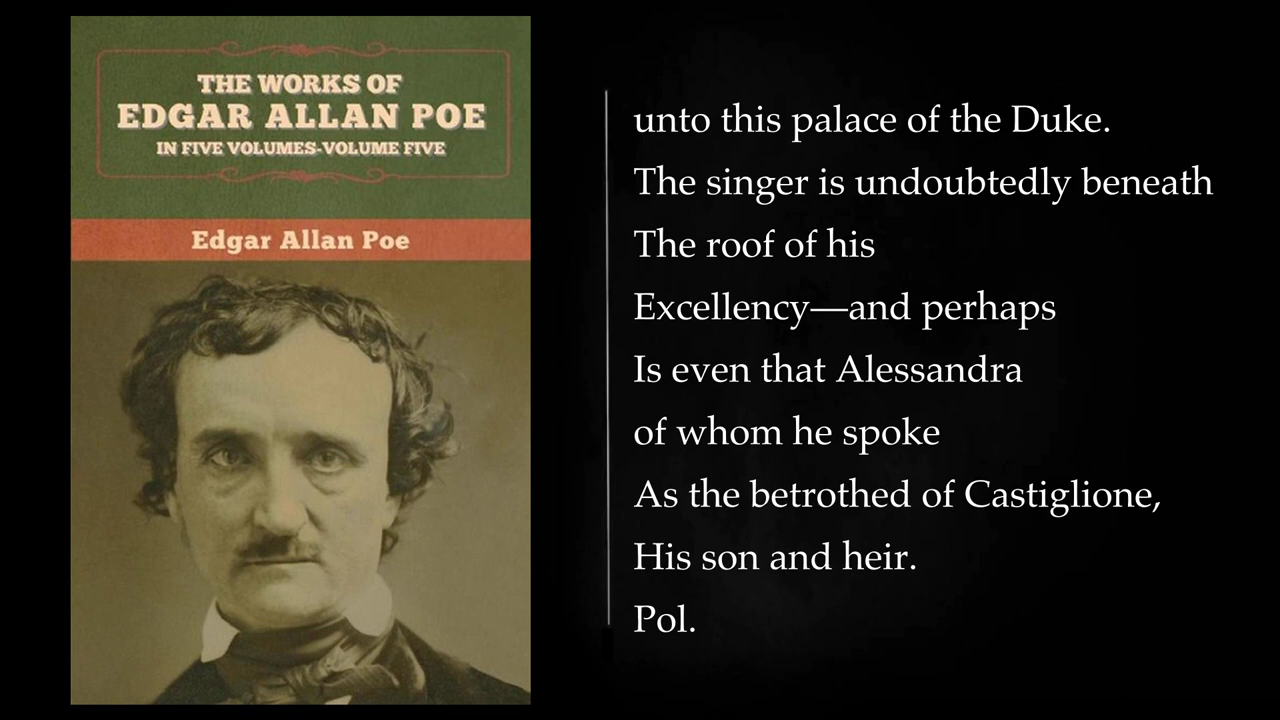 THE WORKS OF
EDGAR ALLAN POE
IN FIVE VOLUMES-VOLUME FIVE
Edgar Allan Poe
unto this palace of the Duke.
The singer is undoubtedly beneath
The roof of his
Excellency—and perhaps
Is even that Alessandra
of whom he spoke
As the betrothed of Castiglione,
His son and heir.
Pol.